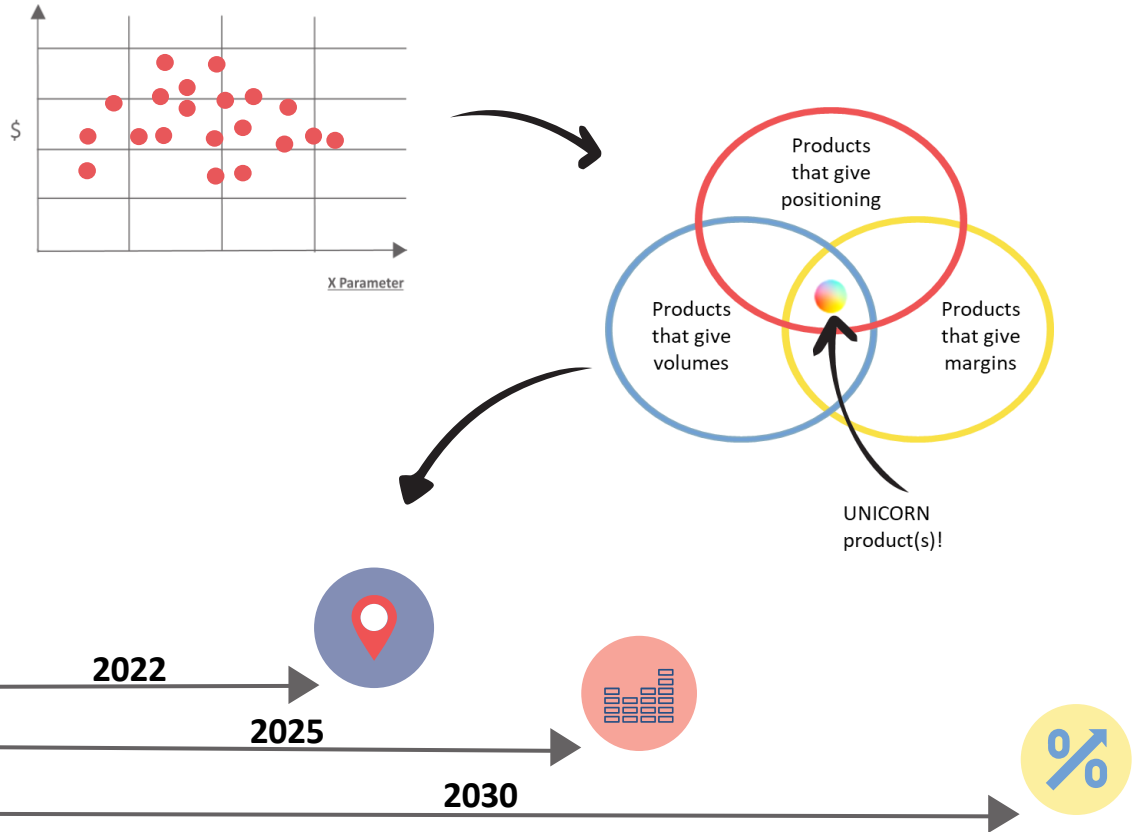 $
X Parameter
Products
that give
positioning
Products
that give
volumes
Products
that give
margins
UNICORN
product(s)!
2022
2025
2030
%